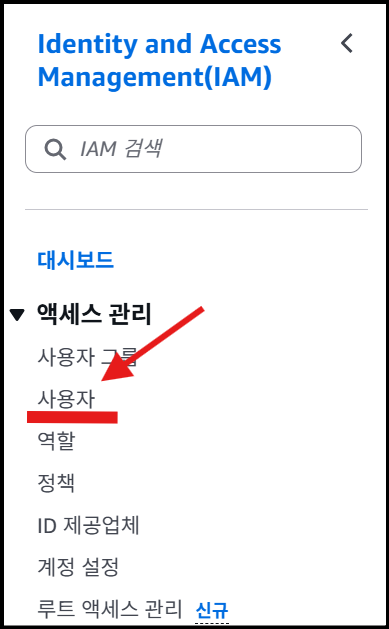 Identity and Access
Management(IAM)
IAM 검색
대시보드
액세스 관리
사용자 그룹
사용자
역할
정책
ID 제공업체
계정 설정
루트 액세스 관리 신규